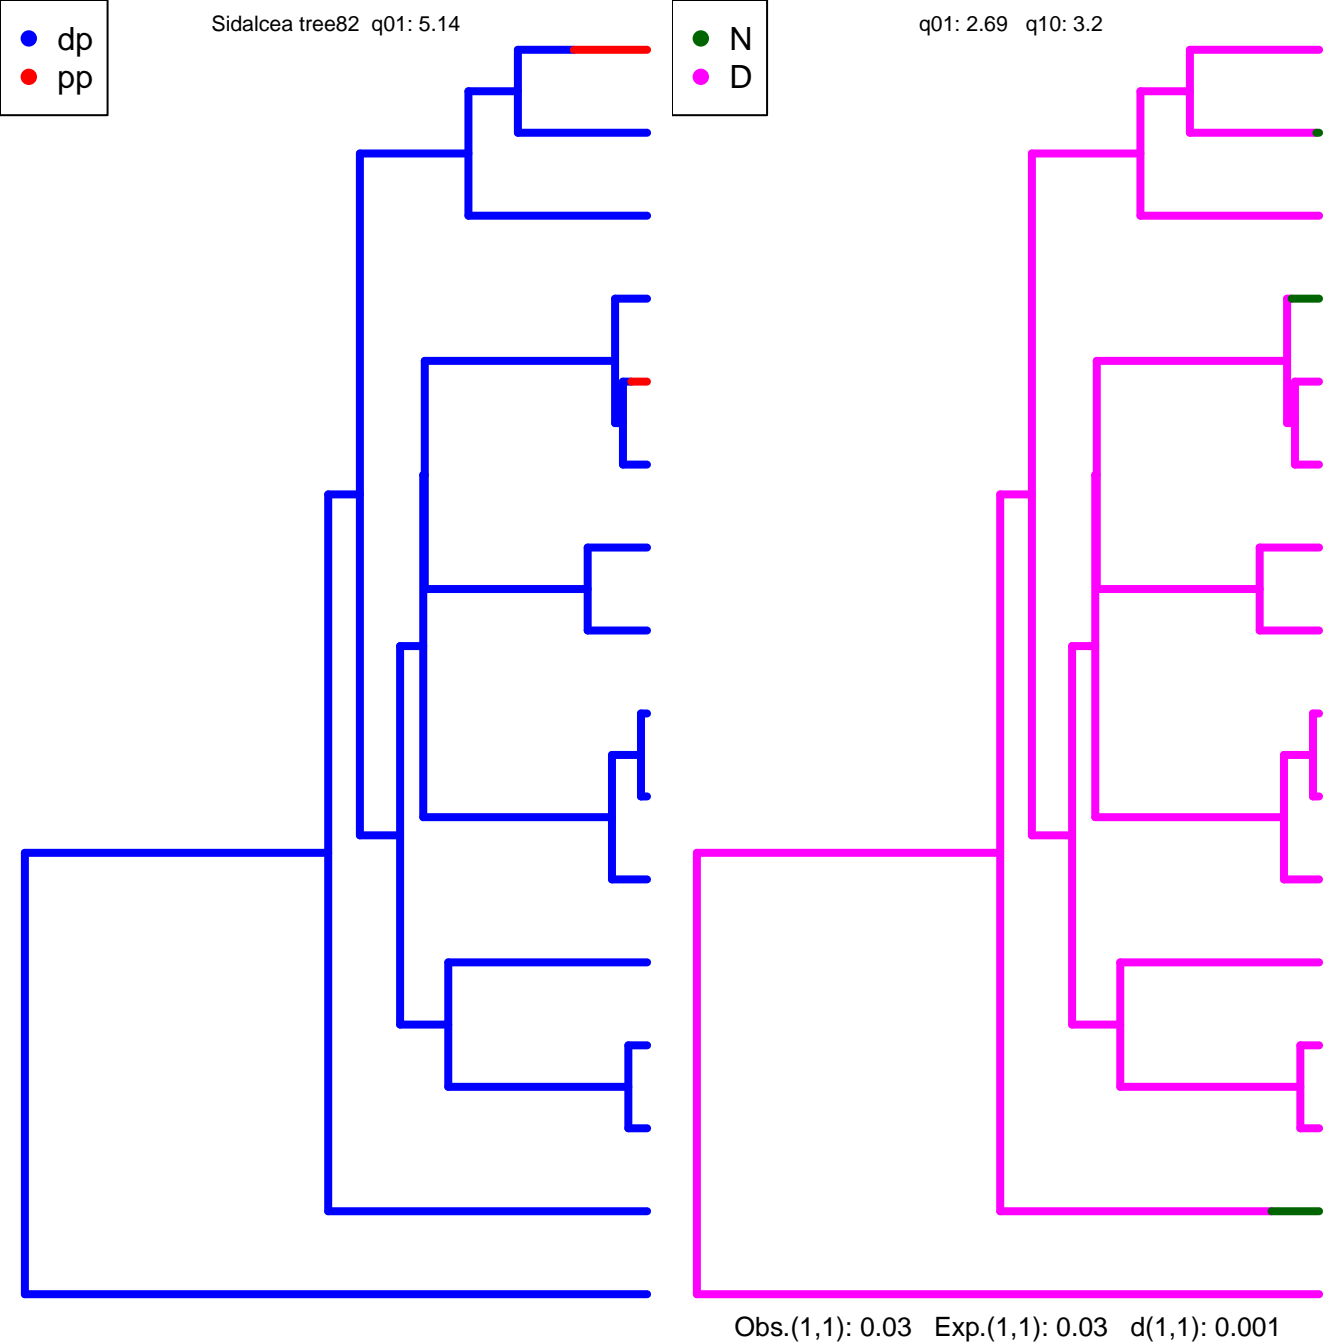 Sidalcea tree82  q01: 5.14
dp
pp
q01: 2.69   q10: 3.2
N
D
Obs.(1,1): 0.03   Exp.(1,1): 0.03   d(1,1): 0.001